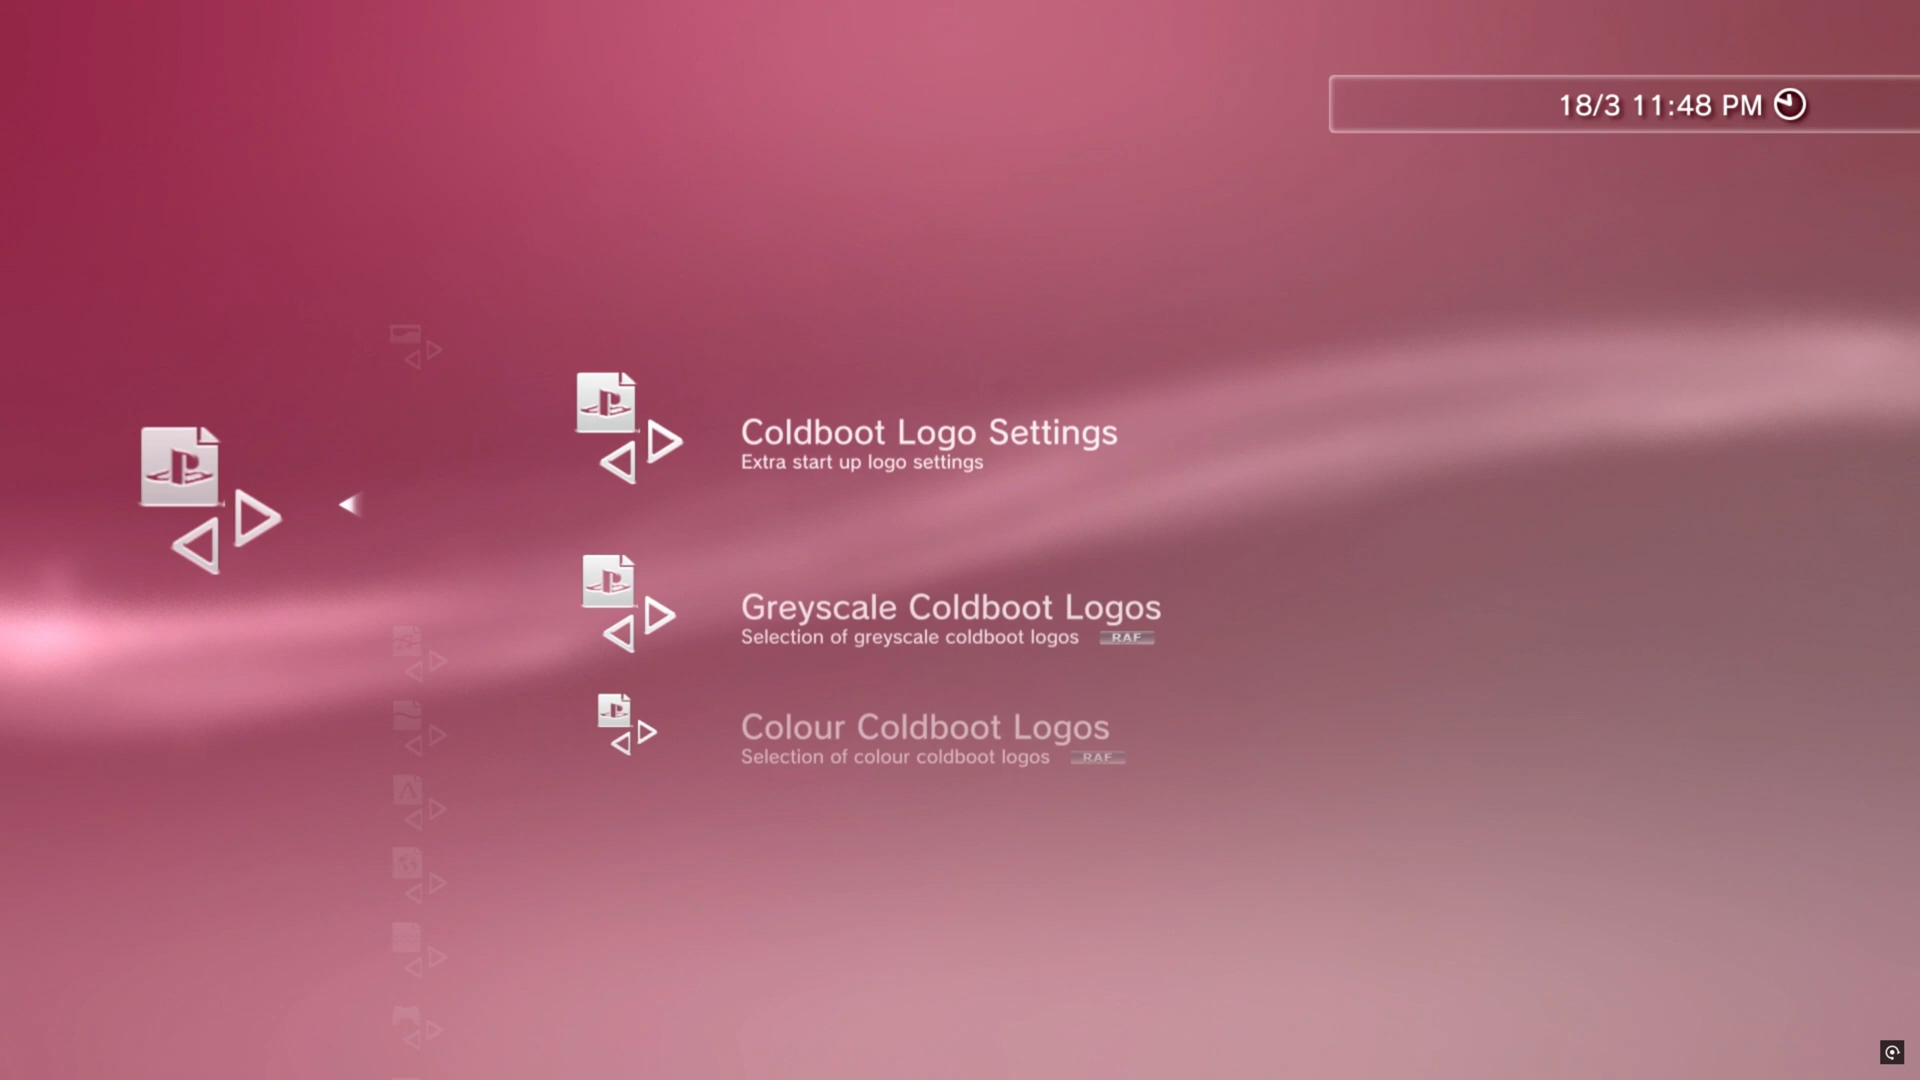 18/3 11:48 PM
Coldboot Logo Settings
Extra start up logo settings
Greyscale Coldboot Logos
Selection of greyscale coldboot logos RAF
Colour Coldboot Logos
Selection of colour coldboot logos RAF